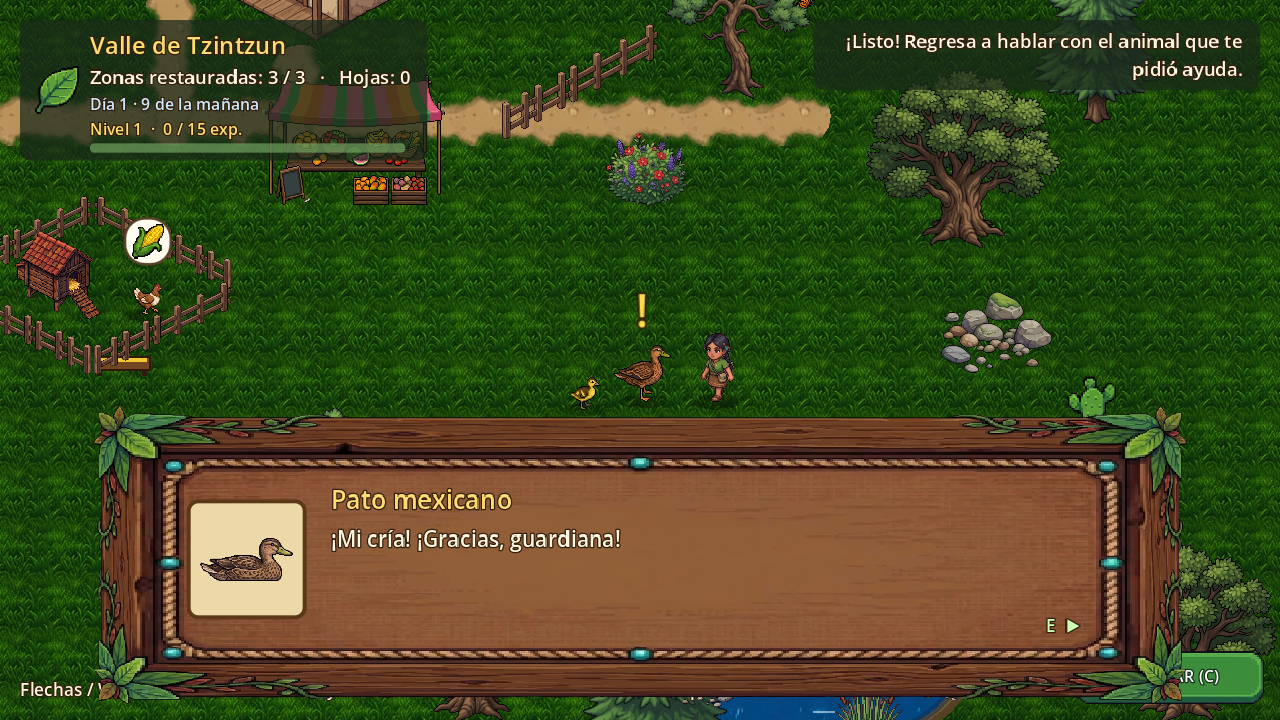 Valle de Tzintzun
Zonas restauradas: 3 / 3 · Hojas: 0
Día 1 · 9 de la mañana
Nivel 1 · 0 / 15 exp.
¡Listo! Regresa a hablar con el animal que te
pidió ayuda.
!
Pato mexicano
¡Mi cría! ¡Gracias, guardiana!
E ▶
Flechas /
AR (C)